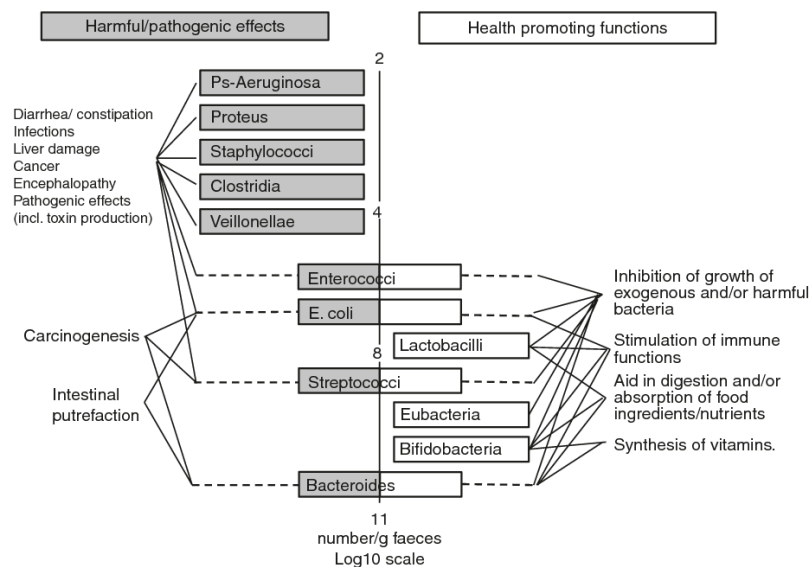 Harmful/pathogenic effects
Health promoting functions
2
Ps-Aeruginosa
Proteus
Staphylococci
Clostridia
Veillonellae
Diarrhea/ constipation
Infections
Liver damage
Cancer
Encephalopathy
Pathogenic effects
(incl. toxin production)
4
Enterococci
E. coli
Lactobacilli
8
Streptococci
Eubacteria
Bifidobacteria
Bacteroides
Carcinogenesis
Intestinal
putrefaction
Inhibition of growth of
exogenous and/or harmful
bacteria
Stimulation of immune
functions
Aid in digestion and/or
absorption of food
ingredients/nutrients
Synthesis of vitamins.
11
number/g faeces
Log10 scale